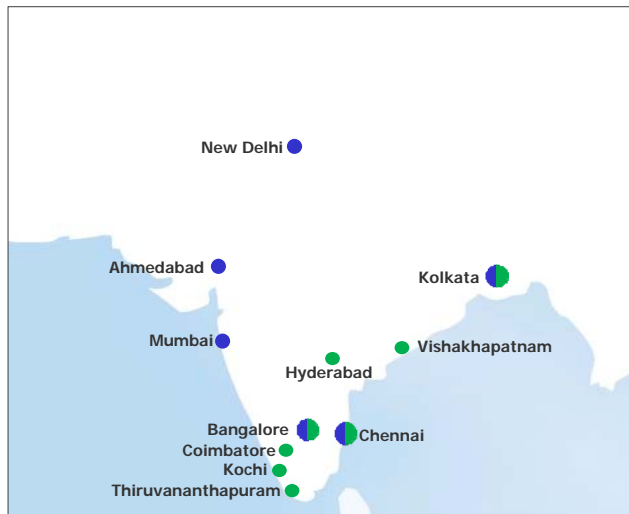 New Delhi
Ahmedabad
Kolkata
Mumbai
Vishakhapatnam
Hyderabad
Bangalore
Chennai
Coimbatore
Kochi
Thiruvananthapuram